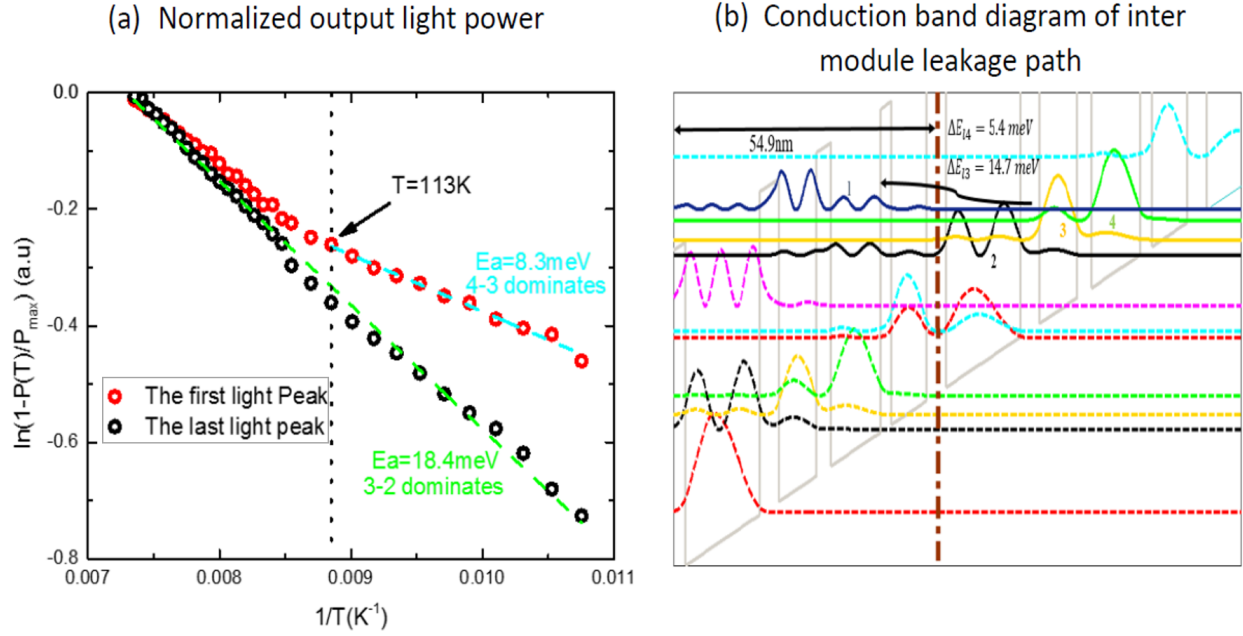 (a) Normalized output light power
(b) Conduction band diagram of inter
module leakage path
0.0
-0.2
-0.4
-0.6
-0.8
ln(1-P(T)/Pmax) (a.u)
T=113K
Ea=8.3meV
4-3 dominates
The first light Peak
The last light peak
Ea=18.4meV
3-2 dominates
0.007
0.008
0.009
0.010
0.011
1/T(K-1)
54.9nm
ΔEl4 = 5.4 meV
ΔEl3 = 14.7 meV
1
3
4
2